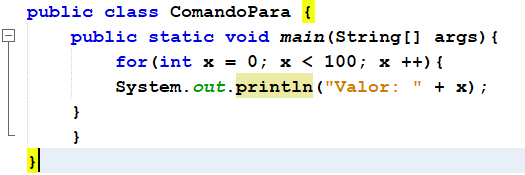 public class ComandoPara {
public static void main(String[] args){
for(int x = 0; x < 100; x ++){
System.out.println("Valor: " + x);
}
}
}